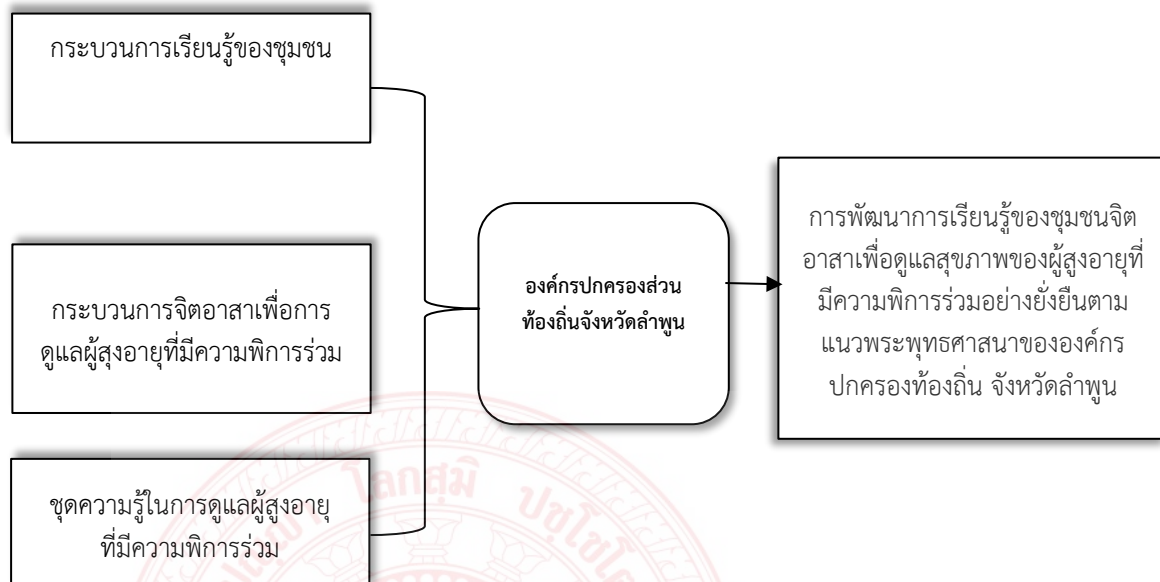 กระบวนการเรียนรู้ของชุมชน
กระบวนการจิตอาสาเพื่อการ
ดูแลผู้สุงอายุที่มีความพิการร่วม
ชุดความรู้ในการดูแลผู้สูงอายุ
ที่มีความพิการร่วม
องค์กรปกครองส่วน
ท้องถิ่นจังหวัดลำพูน
การพัฒนาการเรียนรู้ของชุมชนจิต
อาสาเพื่อดูแลสุขภาพของผู้สูงอายุที่
มีความพิการร่วมอย่างยั่งยืนตาม
แนวพระพุทธศาสนาขององค์กร
ปกครองท้องถิ่น จังหวัดลำพูน
โลกสฺมิ ปชฺโช